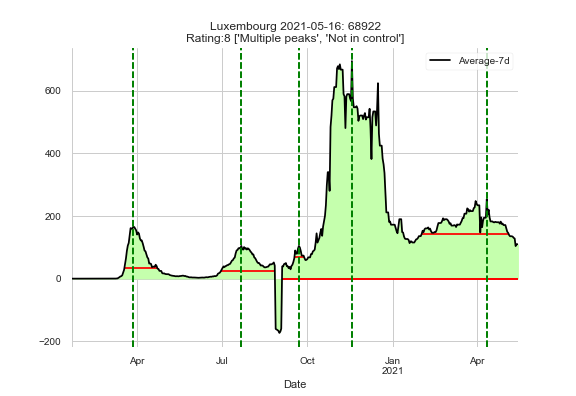 Luxembourg 2021-05-16: 68922
Rating:8 ['Multiple peaks', 'Not in control']
Average-7d
600
400
200
0
−200
Apr
Jul
Oct
Jan
2021
Apr
Date